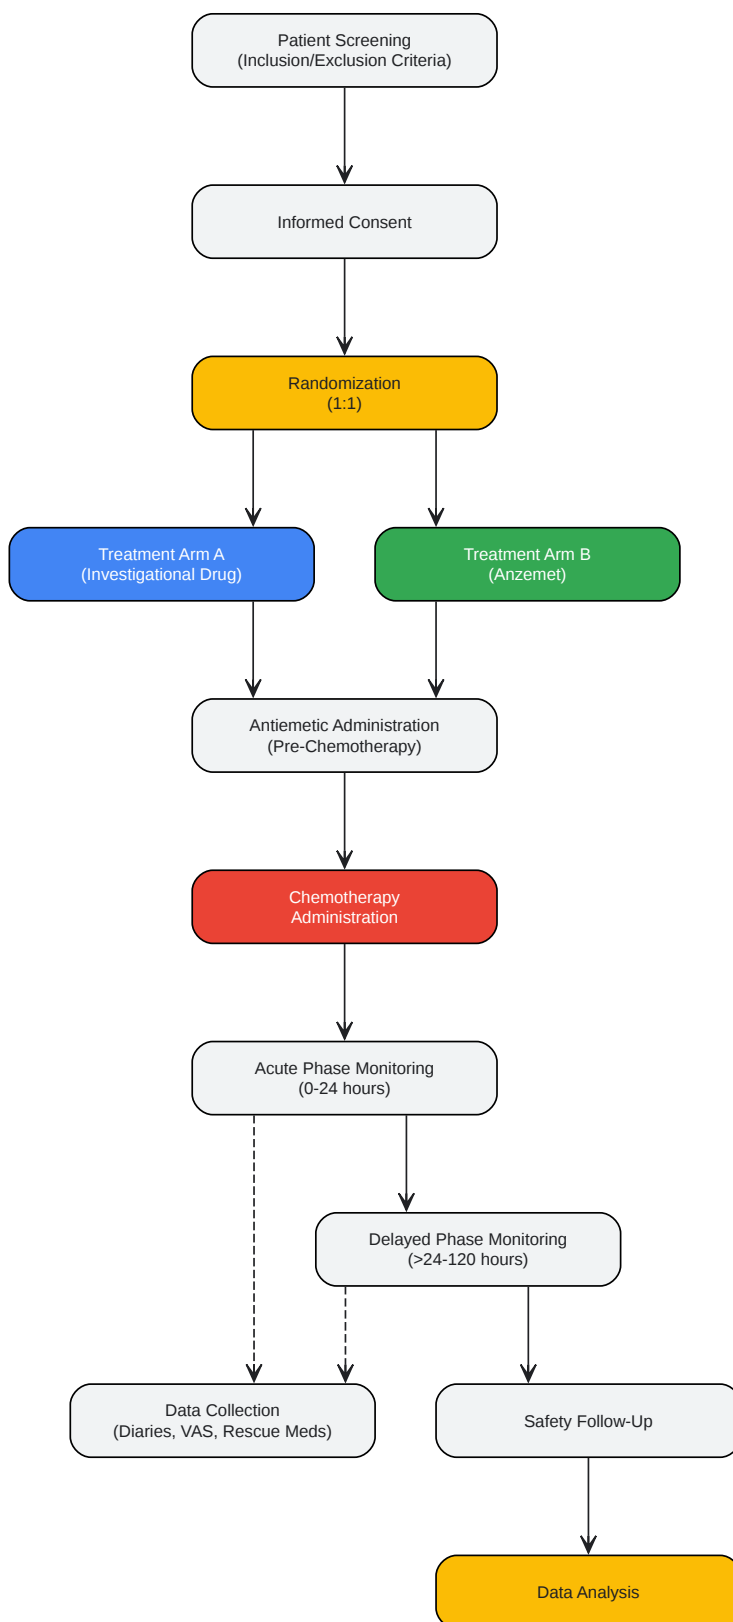 Patient Screening
(Inclusion/Exclusion Criteria)
Informed Consent
Randomization
(1:1)
Treatment Arm A
(Investigational Drug)
Treatment Arm B
(Anzemet)
Antiemetic Administration
(Pre-Chemotherapy)
Chemotherapy
Administration
Acute Phase Monitoring
(0-24 hours)
Delayed Phase Monitoring
(>24-120 hours)
Data Collection
(Diaries, VAS, Rescue Meds)
Safety Follow-Up
Data Analysis